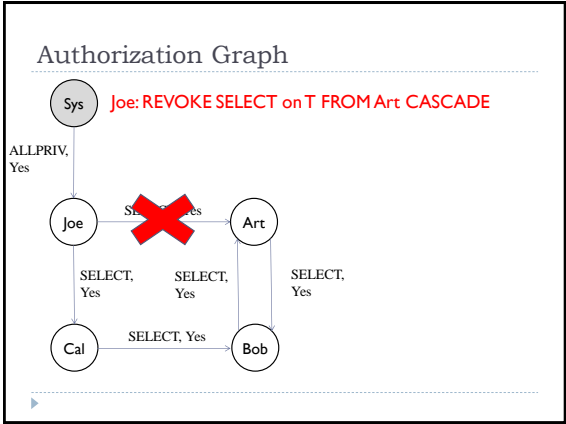 Authorization Graph
Sys
Joe: REVOKE SELECT on T FROM Art CASCADE
ALLPRIV,
Yes
Joe
Art
SELECT,
Yes
SELECT,
Yes
SELECT,
Yes
SELECT, Yes
Cal
Bob